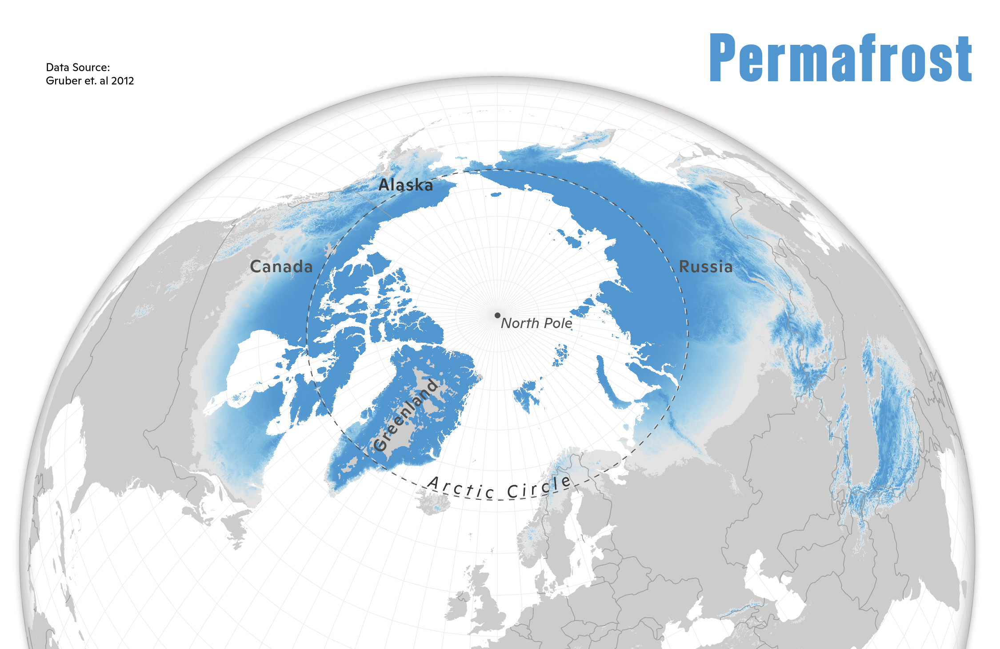 Permafrost
Data Source:
Gruber et. al 2012
Alaska
Canada
Russia
North Pole
Greenland
Arctic Circle